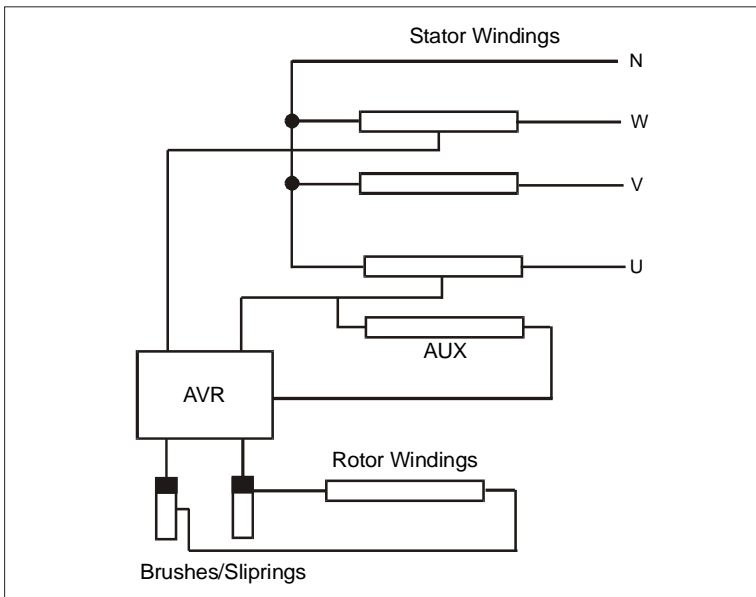 Stator Windings
N
W
V
U
AUX
AVR
Rotor Windings
Brushes/Sliprings